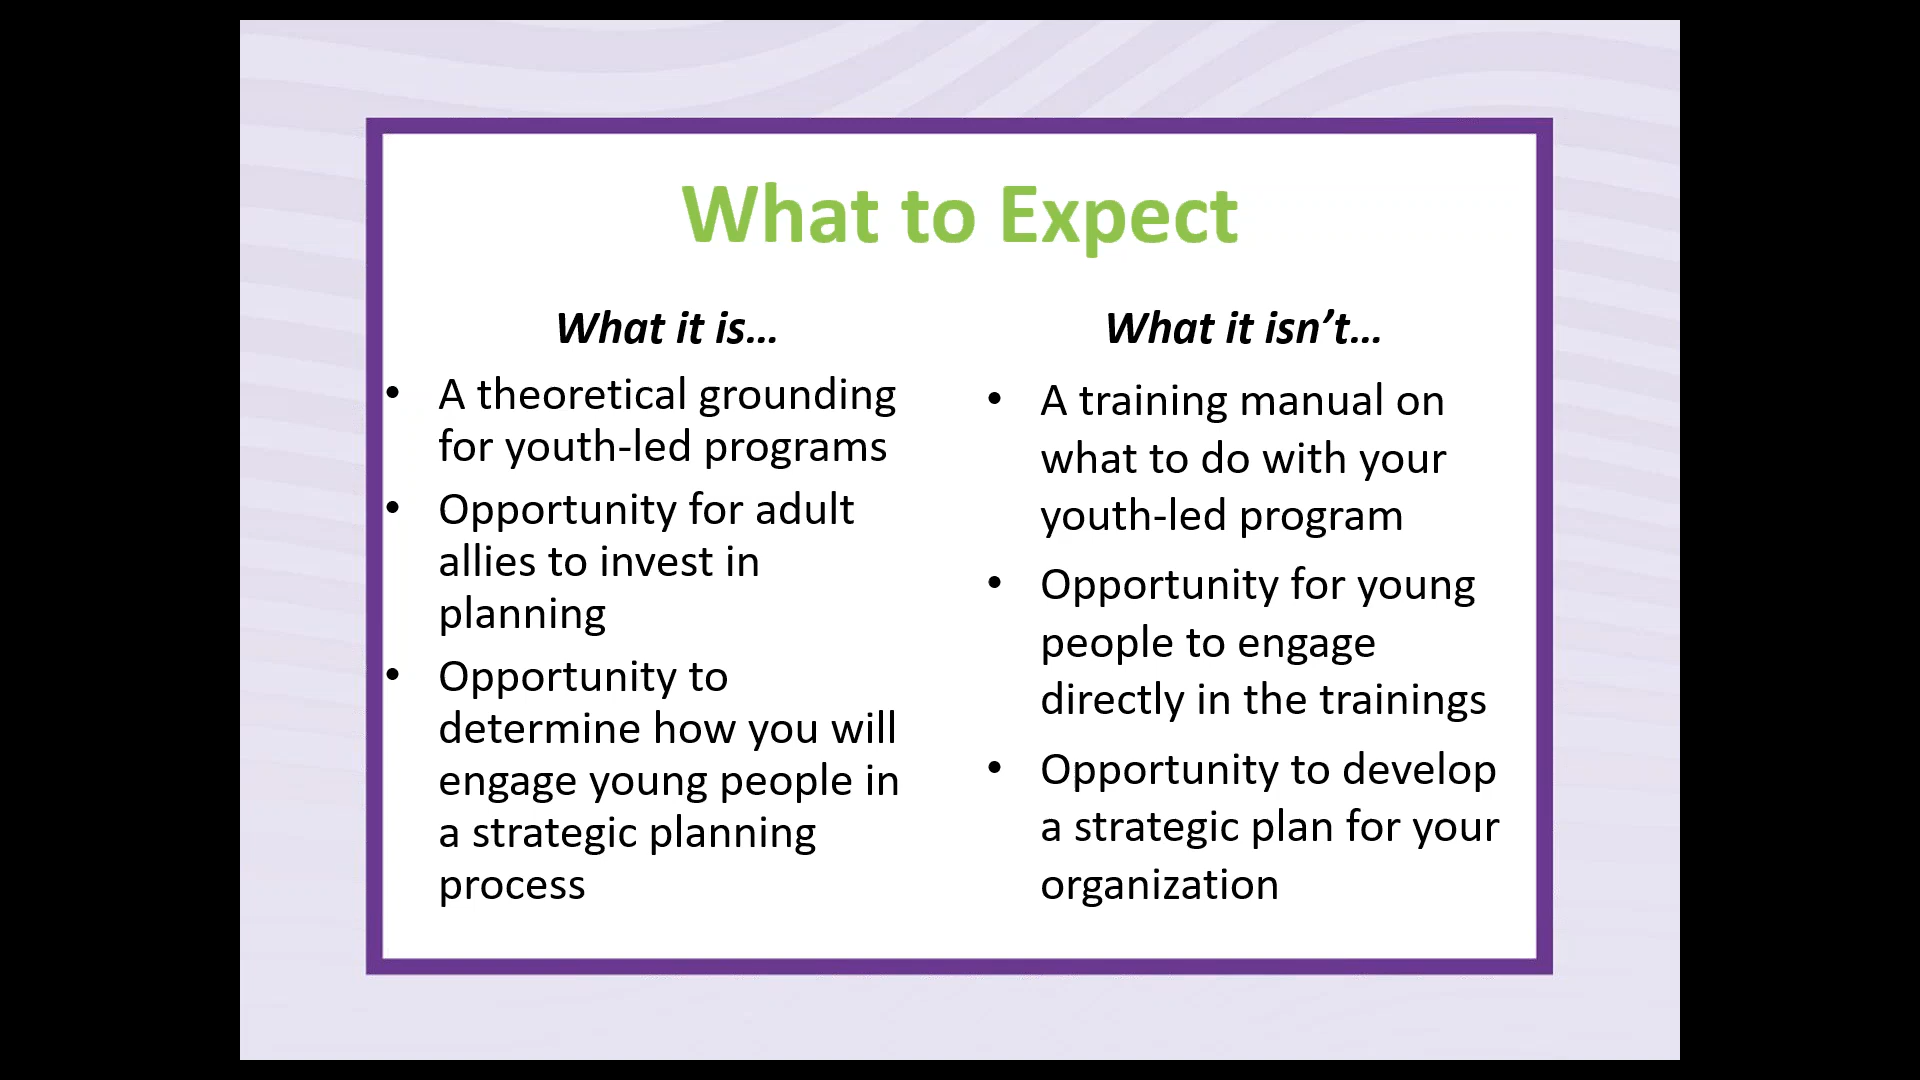 What to Expect
What it is...
• A theoretical grounding
for youth-led programs
• Opportunity for adult
allies to invest in
planning
• Opportunity to
determine how you will
engage young people in
a strategic planning
process
What it isn’t...
• A training manual on
what to do with your
youth-led program
• Opportunity for young
people to engage
directly in the trainings
• Opportunity to develop
a strategic plan for your
organization